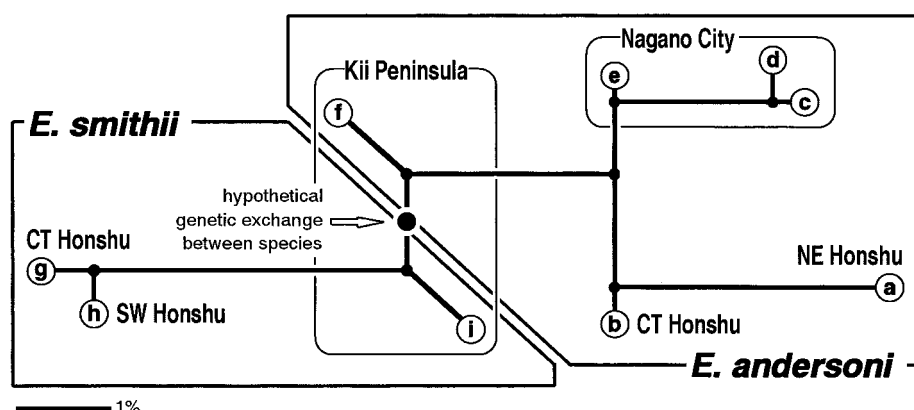 Nagano City
d
e
c
Kii Peninsula
f
E. smithii
hypothetical
genetic exchange
between species
CT Honshu
g
h
SW Honshu
i
NE Honshu
a
b
CT Honshu
E. andersoni
1%